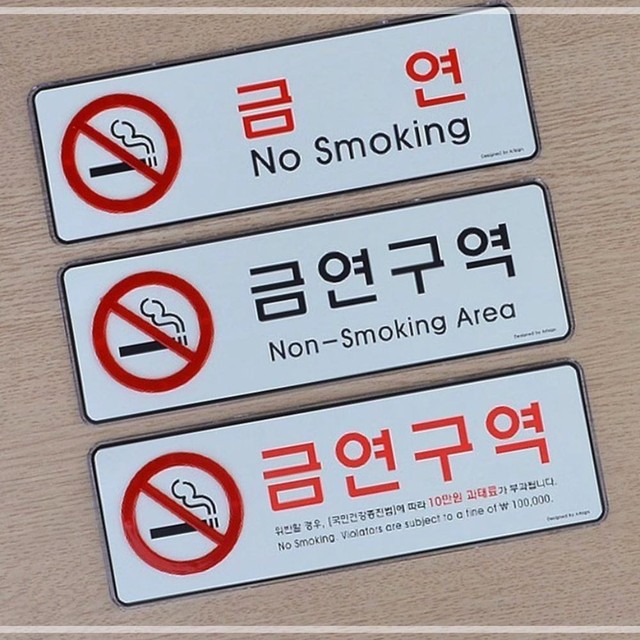 금 연
No Smoking
Designed by Artsign
금연구역
Non-Smoking Area
Designed by Artsign
금연구역
위반할 경우, [국민건강증진법]에 따라 10만원 과태료가 부과됩니다.
No Smoking. Violators are subject to a fine of ₩ 100,000.
Designed by Artsign